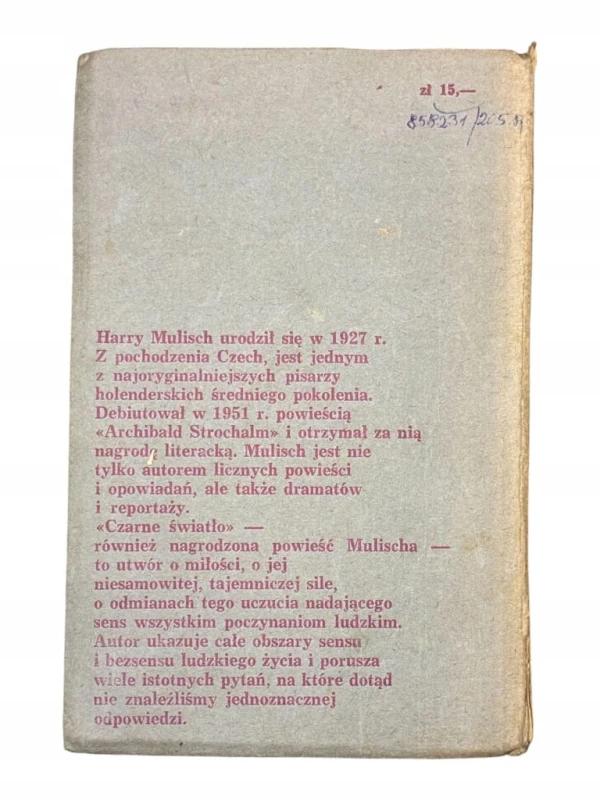 zł 15,—
858231
Harry Mulisch urodził się w 1927 r.
Z pochodzenia Czech, jest jednym
z najoryginalniejszych pisarzy
holenderskich średniego pokolenia.
Debiutował w 1951 r. powieścią
«Archibald Strochalm» i otrzymał za nią
nagrodę literacką. Mulisch jest nie
tylko autorem licznych powieści
i opowiadań, ale także dramatów
i reportaży.
«Czarne światło» —
również nagrodzona powieść Mulischa —
to utwór o miłości, o jej
niesamowitej, tajemniczej sile,
o odmianach tego uczucia nadającego
sens wszystkim poczynaniom ludzkim.
Autor ukazuje całe obszary sensu
i bezsensu ludzkiego życia i porusza
wiele istotnych pytań, na które dotąd
nie znaleźliśmy jednoznacznej
odpowiedzi.